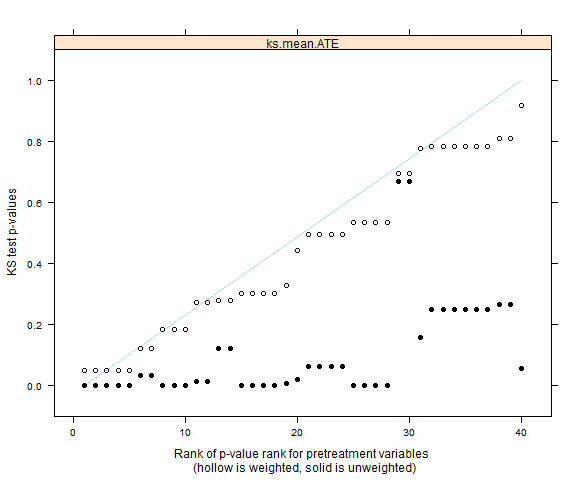 ks.mean.ATE
1.0
0.8
0.6
0.4
0.2
0.0
KS test p-values
0
10
20
30
40
Rank of p-value rank for pretreatment variables
(hollow is weighted, solid is unweighted)